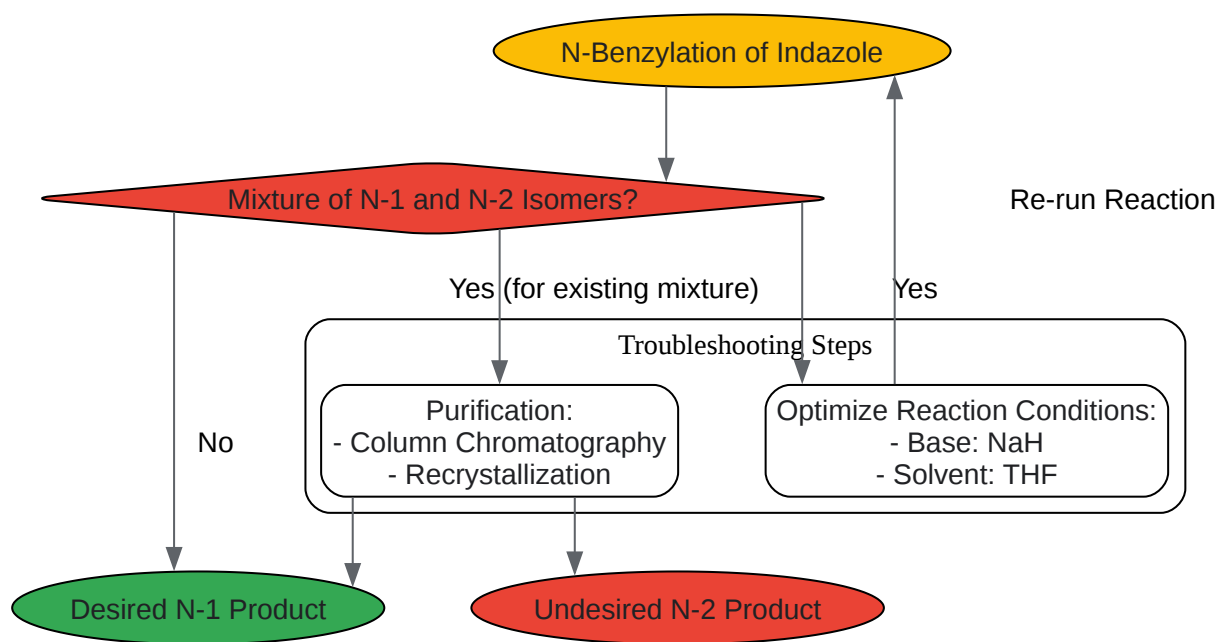 N-Benzylation of Indazole
Mixture of N-1 and N-2 Isomers?
Re-run Reaction
Yes (for existing mixture)
Yes
Troubleshooting Steps
Purification:
- Column Chromatography
- Recrystallization
Optimize Reaction Conditions:
- Base: NaH
- Solvent: THF
No
Desired N-1 Product
Undesired N-2 Product